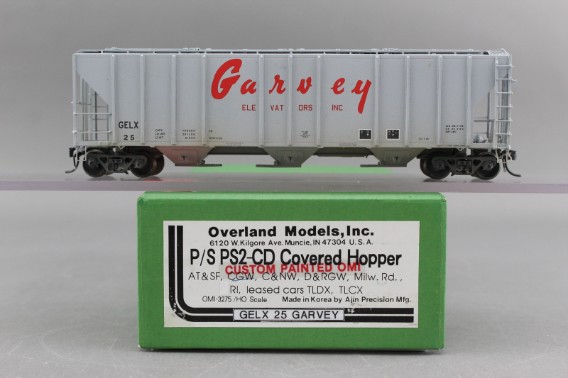 Garvey
ELEVATORS INC
GELX
25
Overland Models, Inc.
6120 W. Kilgore Ave. Muncie, IN 47304 U. S. A.
P/S PS2-CD Covered Hopper
CUSTOM PAINTED OMI
AT&SF, CGW, C&NW, D&RGW, Milw. Rd.,
RI, leased cars TLDX, TLCX
OMI-3275 /HO Scale Made in Korea by Ajin Precision Mfg.
GELX 25 GARVEY